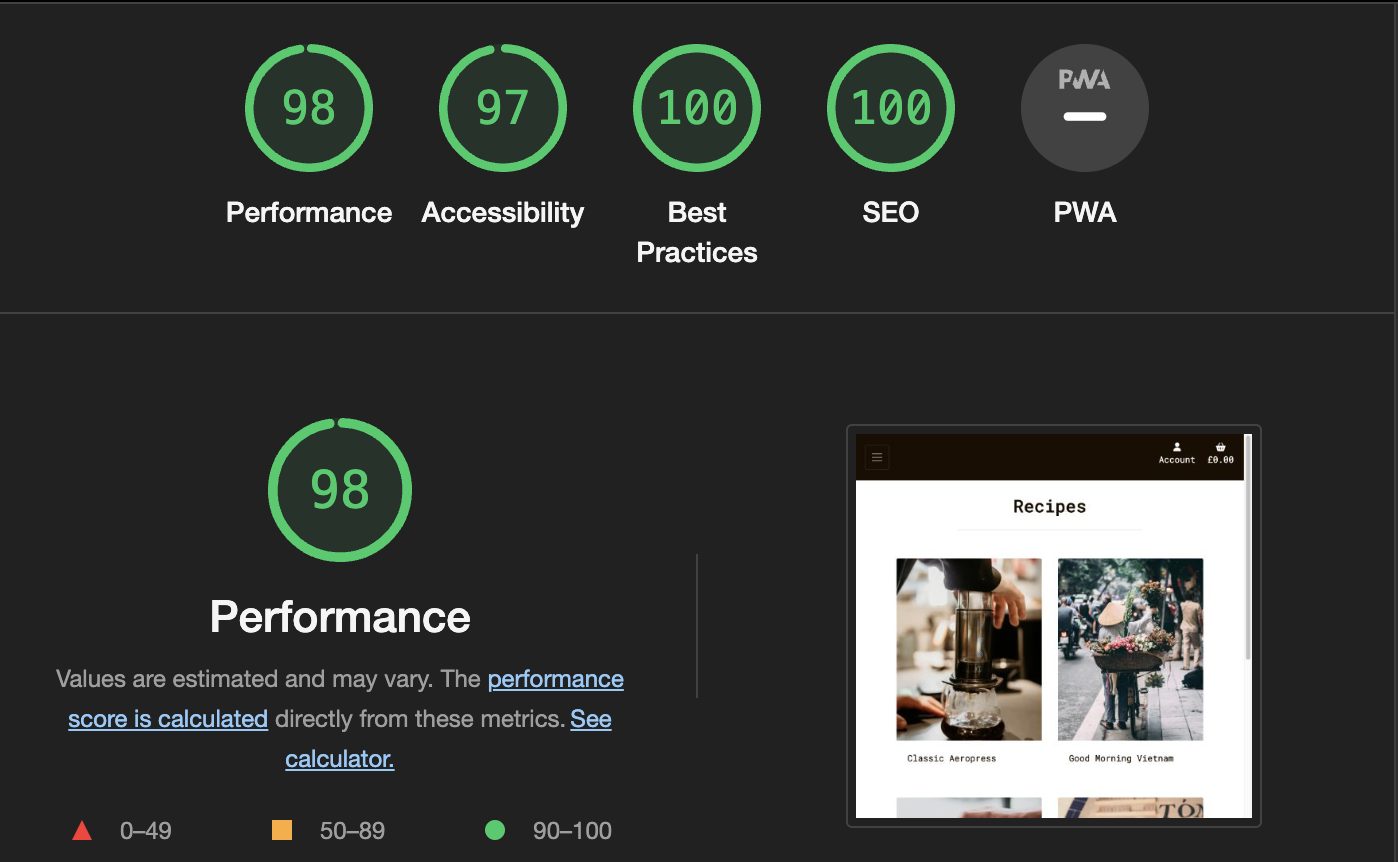 98
97
100
100
PWA
Performance
Accessibility
Best
Practices
SEO
PWA
98
Performance
Values are estimated and may vary. The performance
score is calculated directly from these metrics. See
calculator.
0–49
50–89
90–100
Account
£0.00
Recipes
Classic Aeropress
Good Morning Vietnam
TÓN